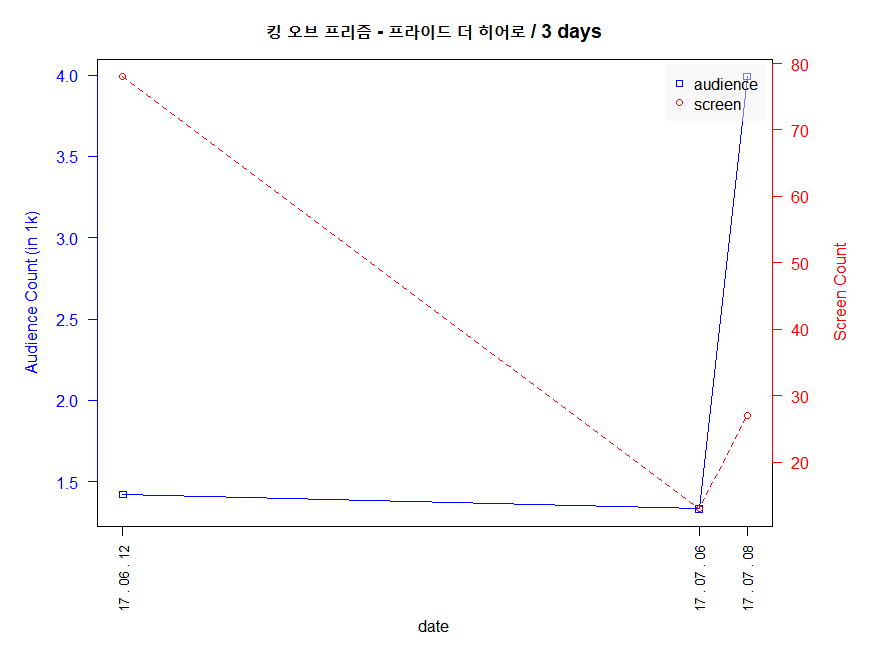 킹 오브 프리즘 - 프라이드 더 히어로 / 3 days
audience
screen
Audience Count (in 1k)
4.0
3.5
3.0
2.5
2.0
1.5
80
70
60
50
40
30
20
Screen Count
17 . 06 . 12
17 . 07 . 06
17 . 07 . 08
date